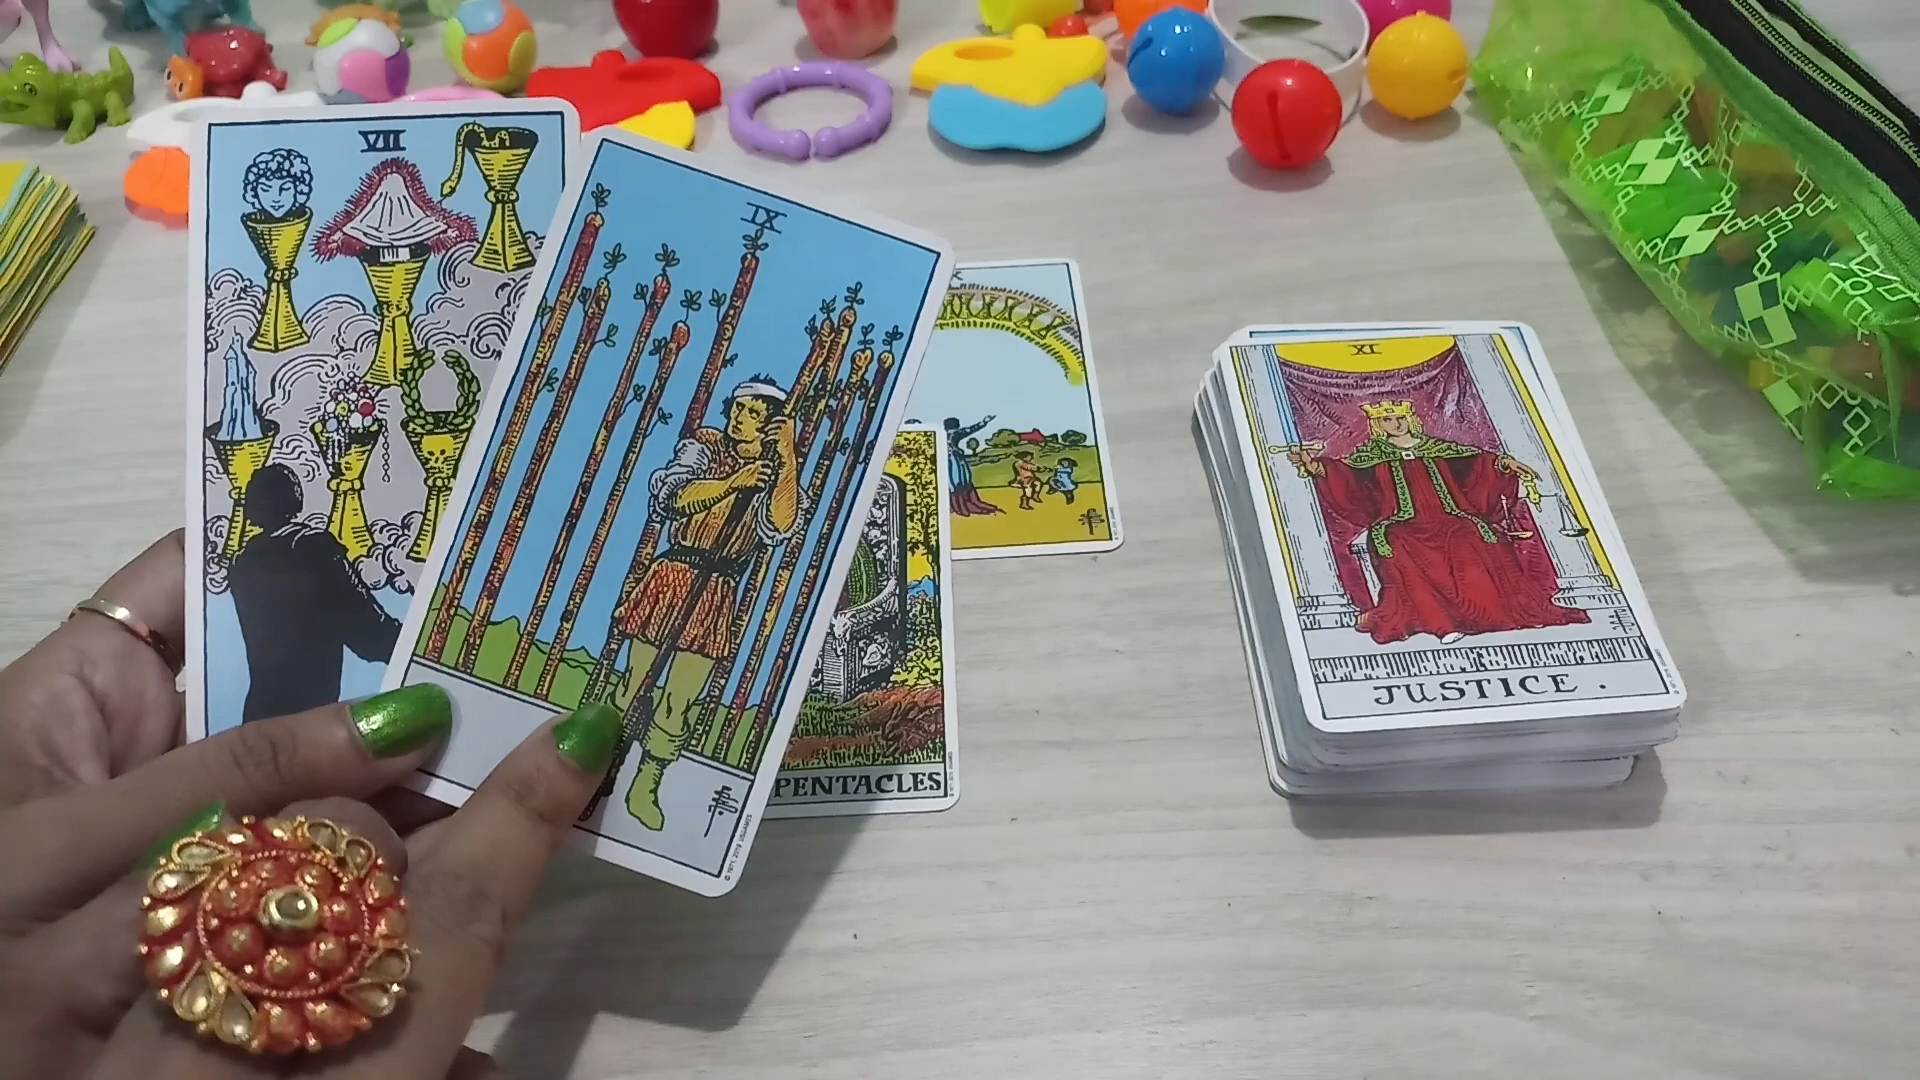 VII
IX
X
XI
JUSTICE .
PENTACLES